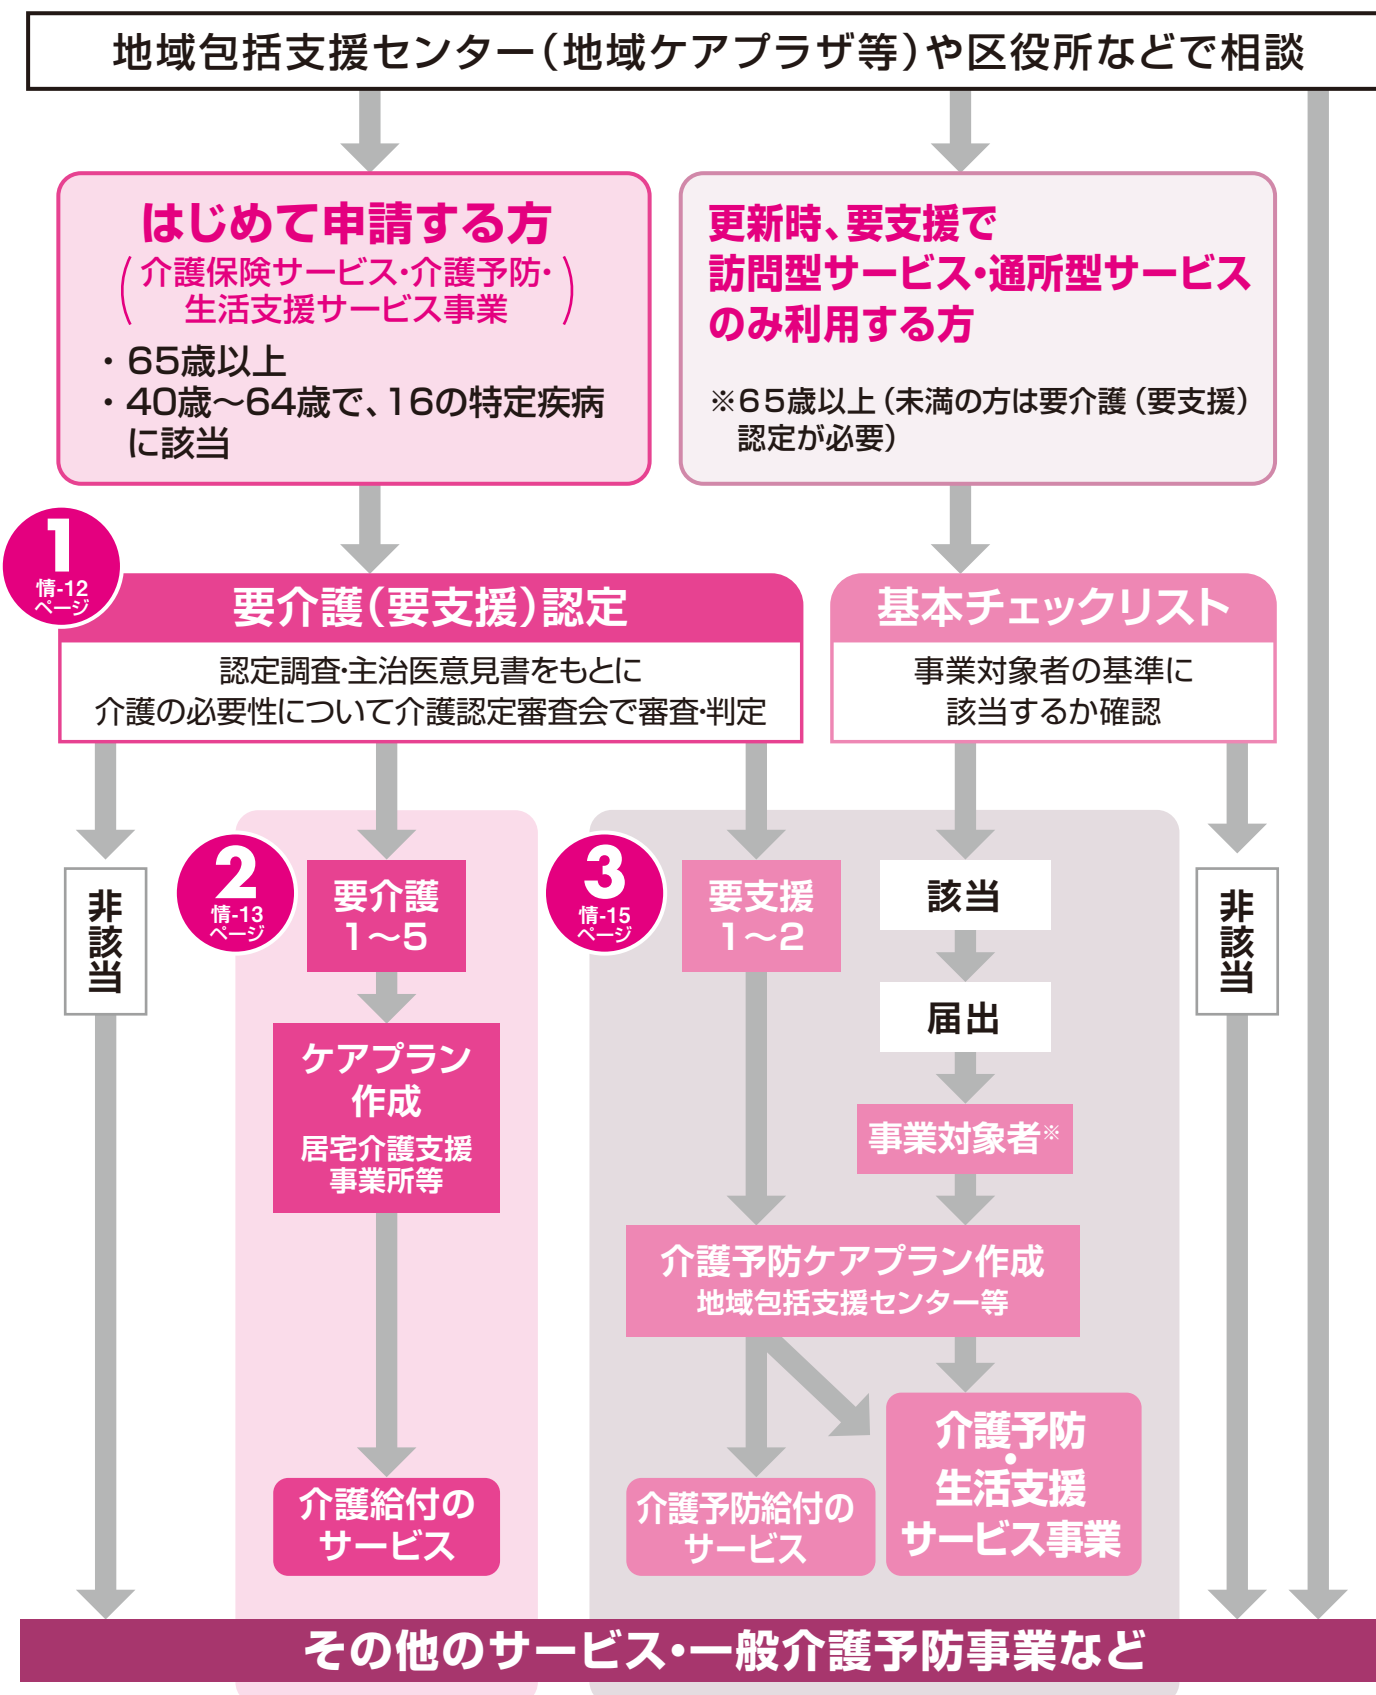 地域包括支援センター（地域ケアプラザ等）や区役所などで相談
はじめて申請する方
（介護保険サービス・介護予防・
生活支援サービス事業）
・65歳以上
・40歳～64歳で、16の特定疾病
に該当
更新時、要支援で
訪問型サービス・通所型サービス
のみ利用する方
※65歳以上（未満の方は要介護（要支援）
認定が必要）
1
情-12
ページ
要介護（要支援）認定
認定調査・主治医意見書をもとに
介護の必要性について介護認定審査会で審査・判定
基本チェックリスト
事業対象者の基準に
該当するか確認
非該当
2
情-13
ページ
要介護
1～5
ケアプラン
作成
居宅介護支援
事業所等
介護給付の
サービス
3
情-15
ページ
要支援
1～2
該当
届出
事業対象者※
介護予防ケアプラン作成
地域包括支援センター等
介護予防給付の
サービス
介護予防
・
生活支援
サービス事業
非該当
その他のサービス・一般介護予防事業など